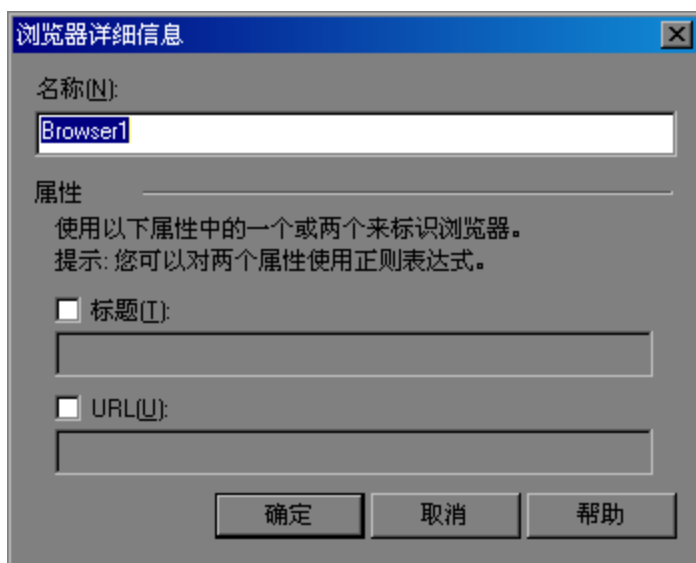 浏览器详细信息
名称(N):
Browser1
属性
使用以下属性中的一个或两个来标识浏览器。
提示: 您可以对两个属性使用正则表达式。
标题(T):
URL(U):
确定 取消 帮助